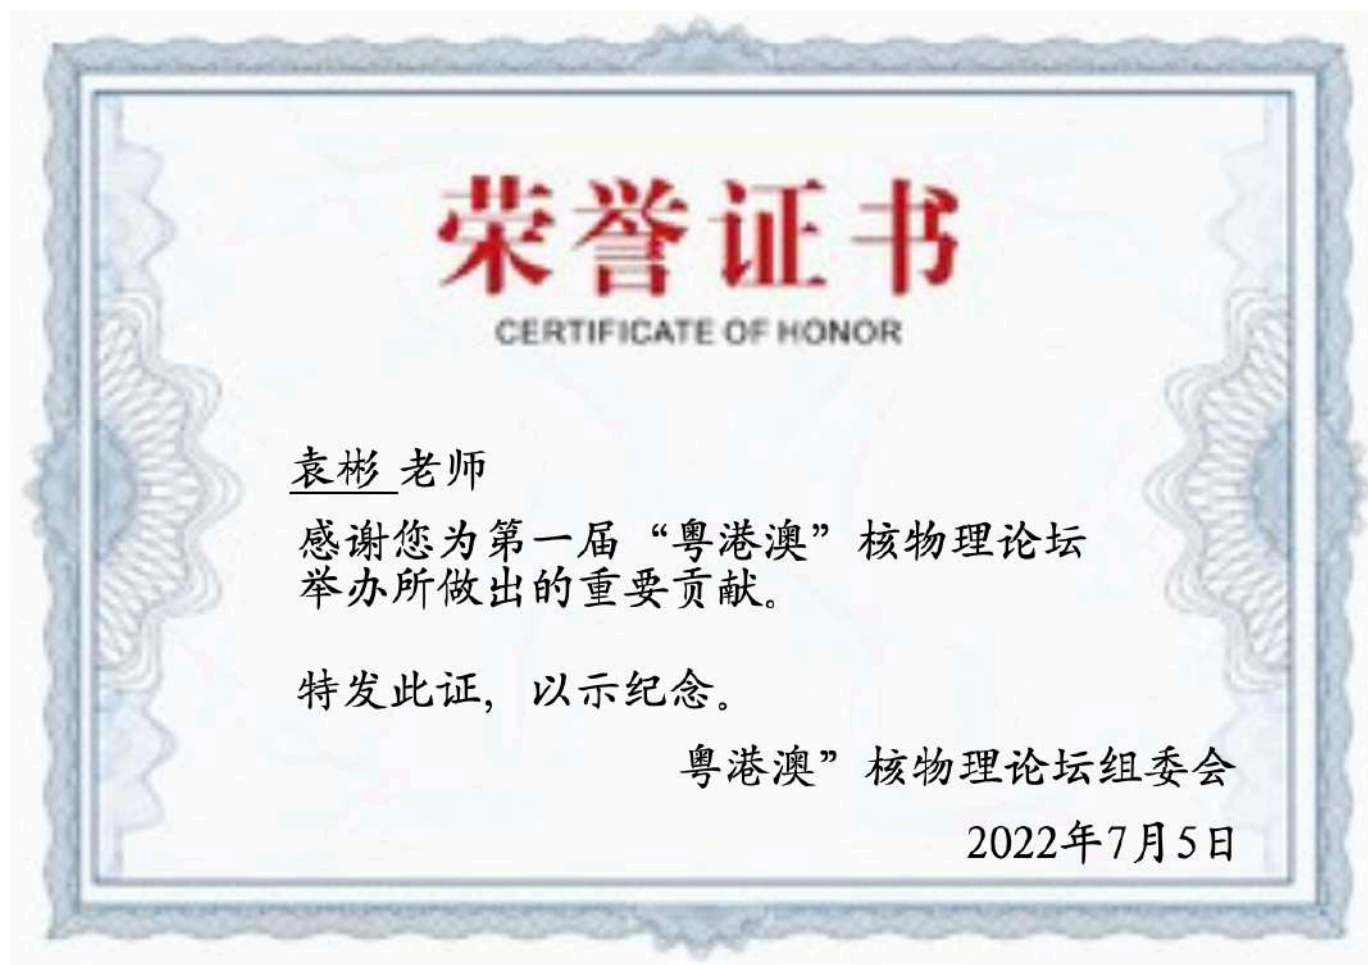 荣誉证书
CERTIFICATE OF HONOR
袁彬 老师
感谢您为第一届“粤港澳”核物理论坛
举办所做出的重要贡献。
特发此证，以示纪念。
粤港澳”核物理论坛组委会
2022年7月5日